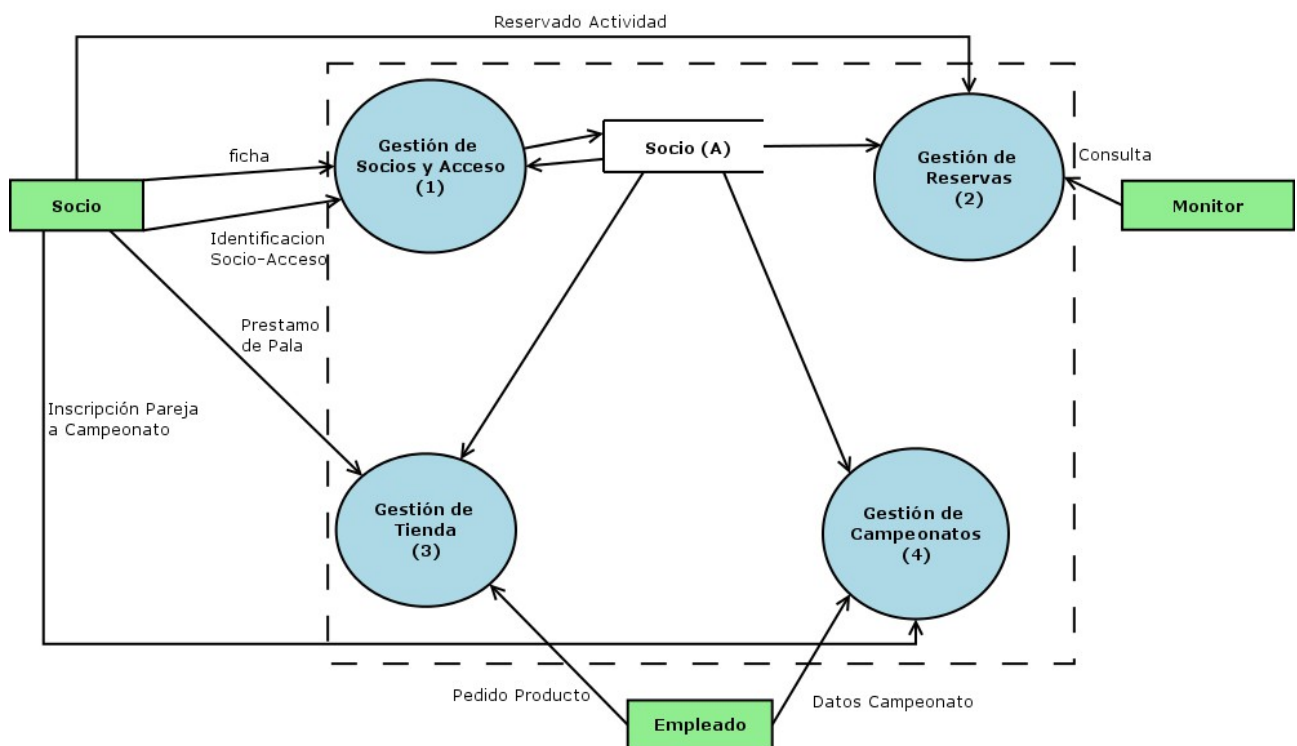 Reservado Actividad
Gestión de
Socios y Acceso
(1)
Socio (A)
Gestión de
Reservas
(2)
Consulta
Monitor
ficha
Socio
Identificacion
Socio-Acceso
Prestamo
de Pala
Inscripción Pareja
a Campeonato
Gestión de
Tienda
(3)
Gestión de
Campeonatos
(4)
Pedido Producto
Empleado
Datos Campeonato